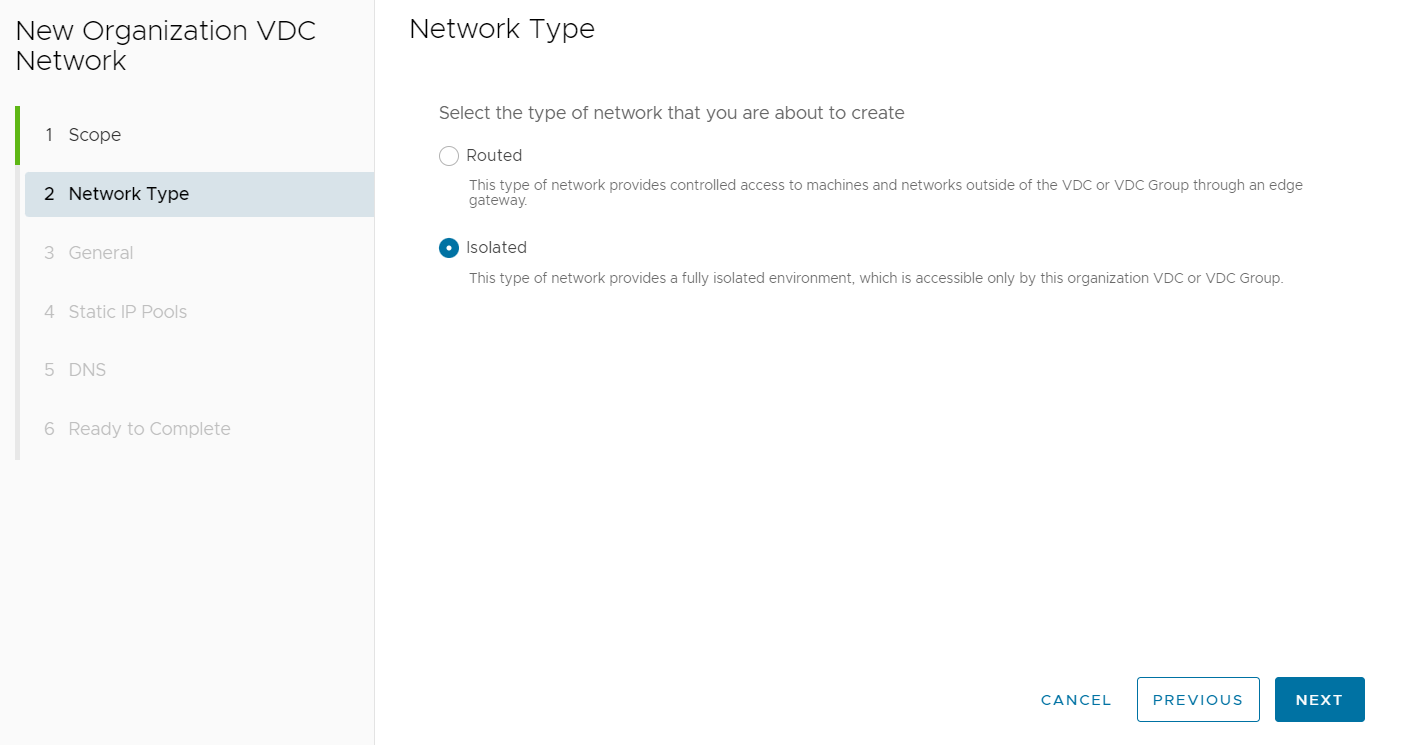 New Organization VDC
Network
1 Scope
2 Network Type
3 General
4 Static IP Pools
5 DNS
6 Ready to Complete
Network Type
Select the type of network that you are about to create
Routed
This type of network provides controlled access to machines and networks outside of the VDC or VDC Group through an edge
gateway.
Isolated
This type of network provides a fully isolated environment, which is accessible only by this organization VDC or VDC Group.
CANCEL PREVIOUS NEXT